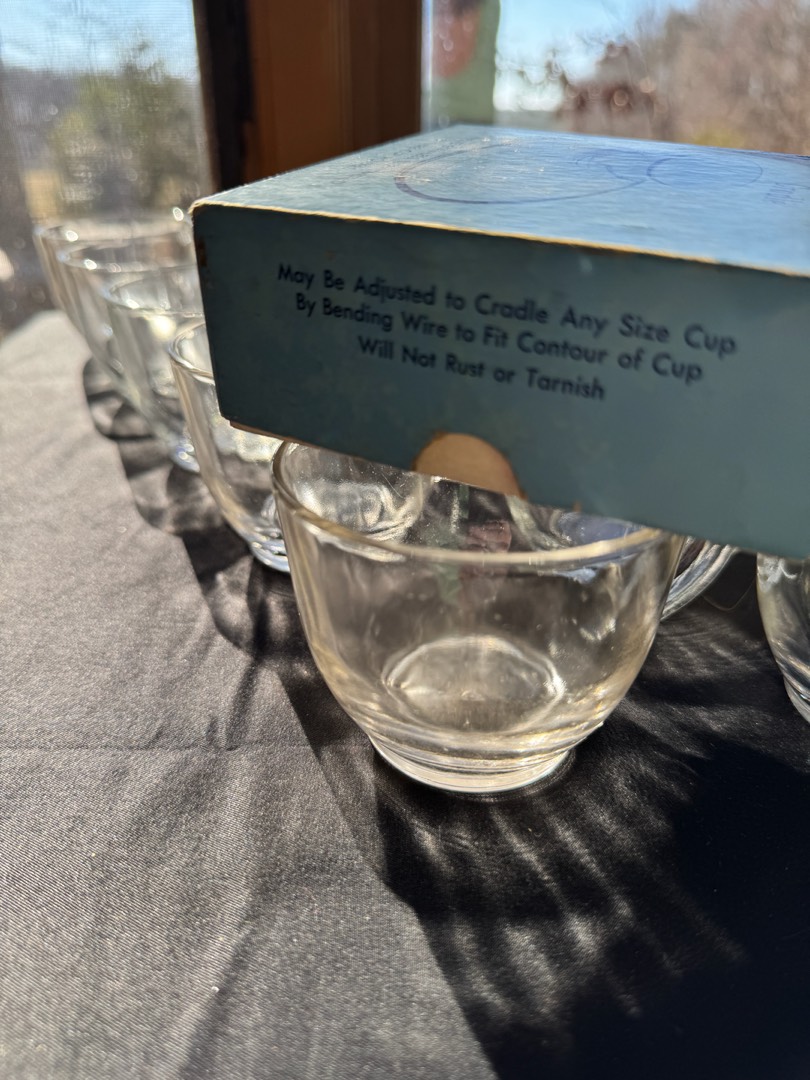 May Be Adjusted to Cradle Any Size Cup
By Bending Wire to Fit Contour of Cup
Will Not Rust or Tarnish